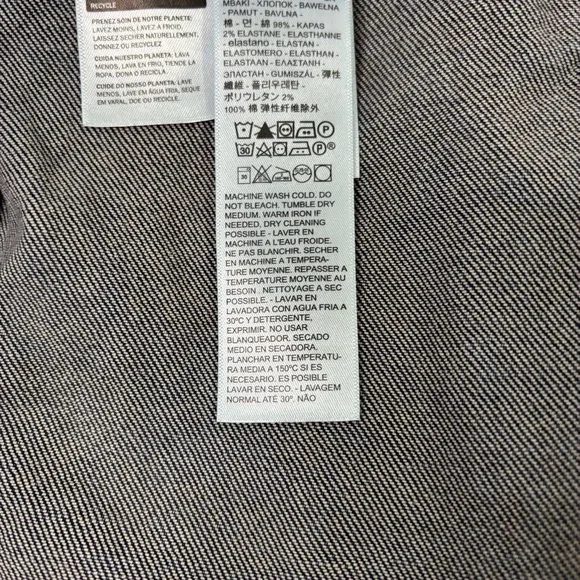 RECYCLE
PRENEZ SOIN DE NOTRE PLANETE:
LAVEZ MOINS, LAVEZ A FROID,
LAISSEZ SECHER NATURELLEMENT,
DONNEZ OU RECYCLEZ
CUIDA NUESTRO PLANETA: LAVE
MENOS, LAVA EN FRIO, TIENDE LA
ROPA, DONA O RECICLA.
CUIDE DO NOSSO PLANETA: LAVE
MENOS, LAVE EM ÁGUA FRIA, SEQUE
EM VARAL, DOE OU RECICLE.
MBAKI - ХЛОПОК - BAWEŁNA
- PAMUT - BAVLNA -
棉 - 면 - 綿 98% - KAPAS
2% ELASTANE - ELASTHANNE
- elastano - ELASTAN -
ELASTOMERO - ELASTHAN -
ELASTAAN - ΕΛΑΣΤΑΝΗ -
ЭЛАСТАН - GUMISZÁL - 彈性
纖維 - 폴리우레탄 -
ポリウレタン 2%
100% 棉 弹性纤维除外
MACHINE WASH COLD. DO
NOT BLEACH. TUMBLE DRY
MEDIUM. WARM IRON IF
NEEDED. DRY CLEANING
POSSIBLE - LAVER EN
MACHINE A L'EAU FROIDE.
NE PAS BLANCHIR. SECHER
EN MACHINE A TEMPERA-
TURE MOYENNE. REPASSER A
TEMPERATURE MOYENNE AU
BESOIN . NETTOYAGE A SEC
POSSIBLE. - LAVAR EN
LAVADORA CON AGUA FRIA A
30ºC Y DETERGENTE,
EXPRIMIR. NO USAR
BLANQUEADOR. SECADO
MEDIO EN SECADORA.
PLANCHAR EN TEMPERATU-
RA MEDIA A 150ºC SI ES
NECESARIO. ES POSIBLE
LAVAR EN SECO. - LAVAGEM
NORMAL ATÉ 30º. NÃO